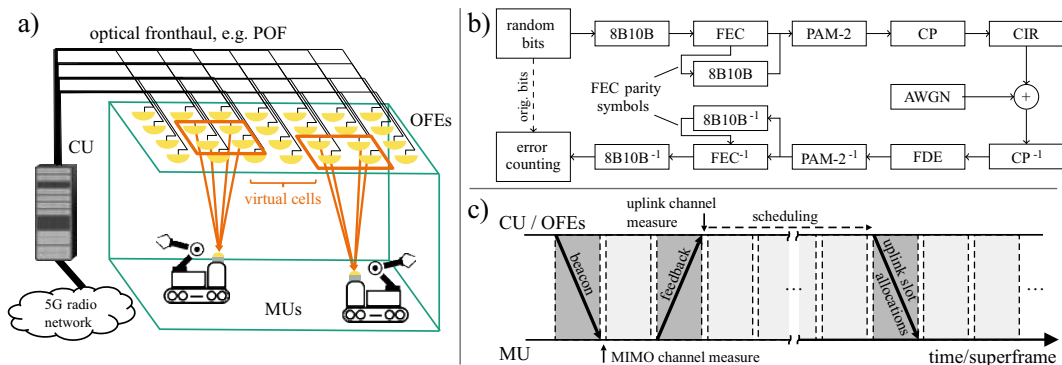 a)
optical fronthaul, e.g. POF
OFEs
CU
virtual cells
MUs
5G radio
network
b)
random
bits
8B10B
FEC
PAM-2
CP
CIR
8B10B
FEC parity
symbols
orig. bits
AWGN
+
8B10B⁻¹
error
counting
8B10B⁻¹
FEC⁻¹
PAM-2⁻¹
FDE
CP⁻¹
c)
CU / OFEs
uplink channel
measure
scheduling
beacon
feedback
uplink slot
allocations
...
...
MU
MIMO channel measure
time/superframe